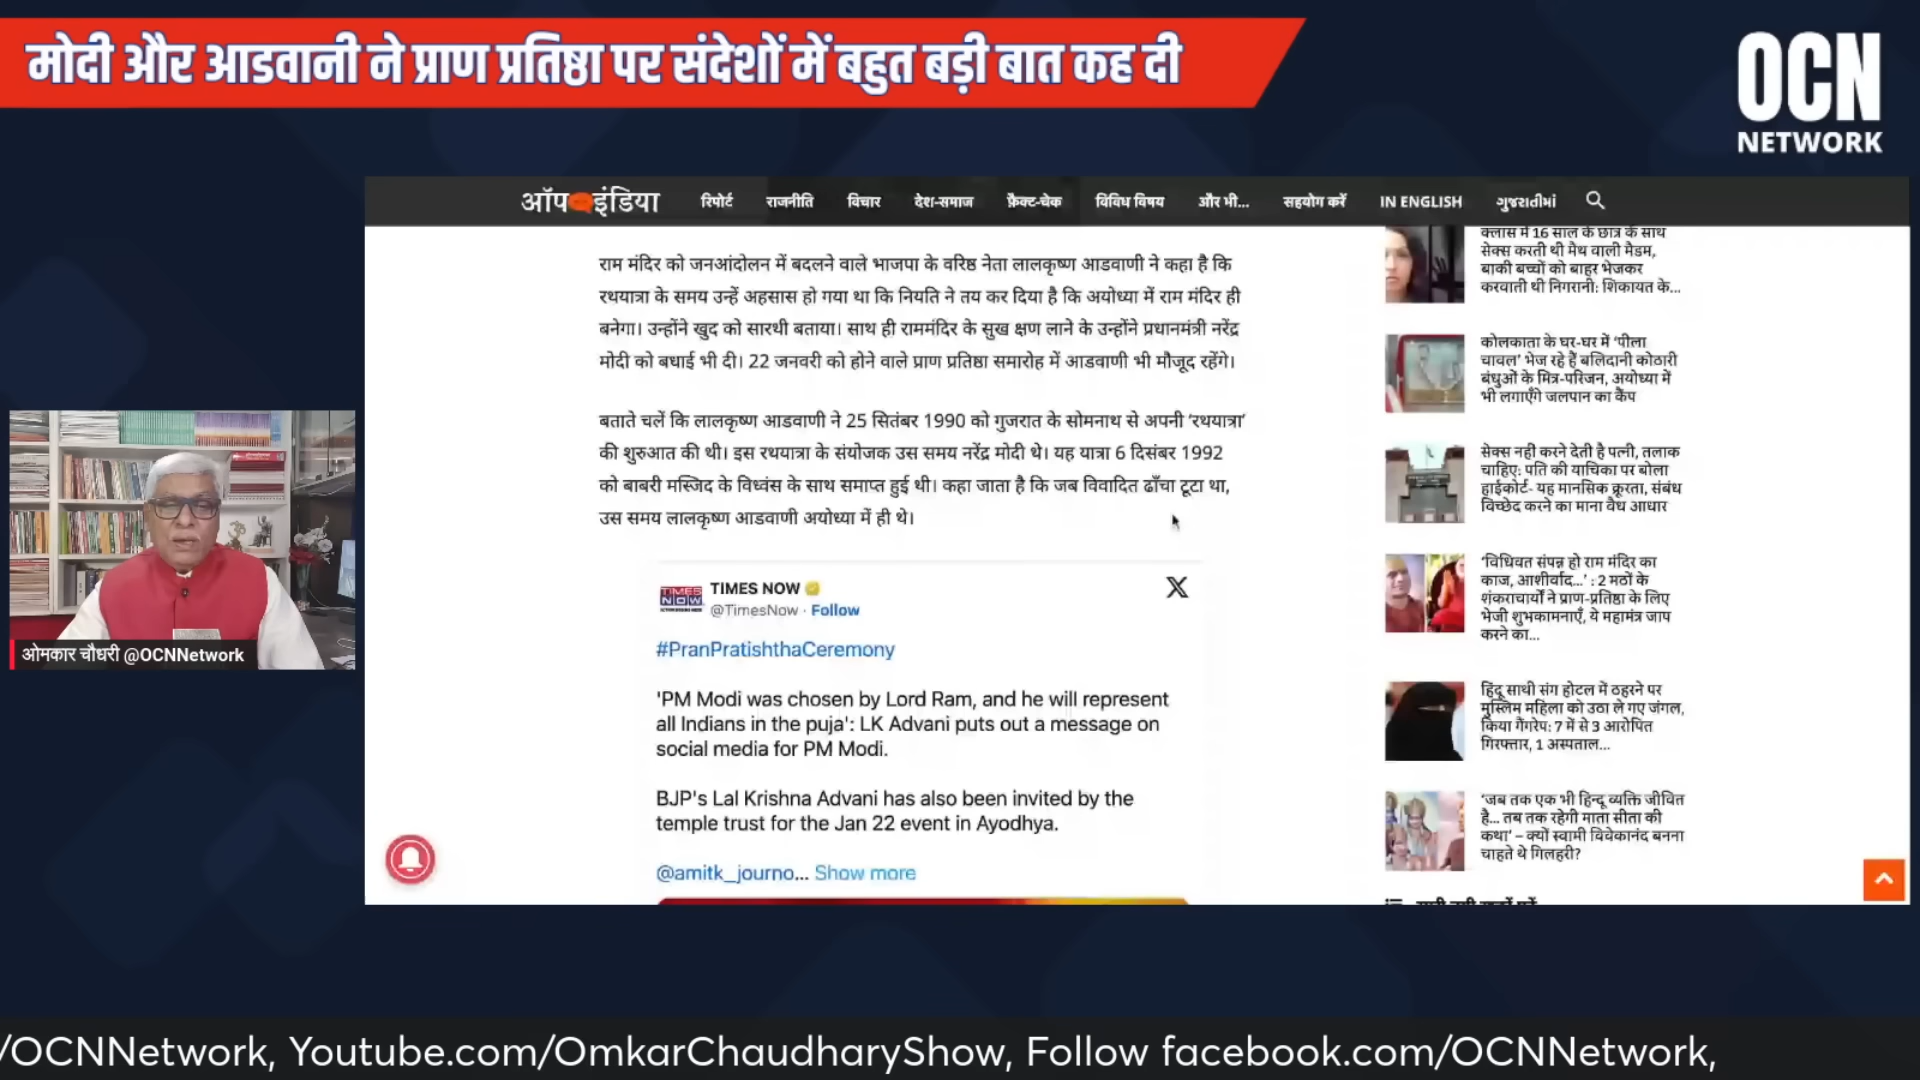 मोदी और आडवानी ने प्राण प्रतिष्ठा पर संदेशों में बहुत बड़ी बात कह दी
OCN
NETWORK
ऑपइंडिया
रिपोर्ट
राजनीति
विचार
देश-समाज
फ़ैक्ट-चेक
विविध विषय
और भी...
सहयोग करें
IN ENGLISH
ગુજરાતીમાં
राम मंदिर को जनआंदोलन में बदलने वाले भाजपा के वरिष्ठ नेता लालकृष्ण आडवाणी ने कहा है कि
रथयात्रा के समय उन्हें अहसास हो गया था कि नियति ने तय कर दिया है कि अयोध्या में राम मंदिर ही
बनेगा। उन्होंने खुद को सारथी बताया। साथ ही राममंदिर के सुख क्षण लाने के उन्होंने प्रधानमंत्री नरेंद्र
मोदी को बधाई भी दी। 22 जनवरी को होने वाले प्राण प्रतिष्ठा समारोह में आडवाणी भी मौजूद रहेंगे।
बताते चलें कि लालकृष्ण आडवाणी ने 25 सितंबर 1990 को गुजरात के सोमनाथ से अपनी 'रथयात्रा'
की शुरुआत की थी। इस रथयात्रा के संयोजक उस समय नरेंद्र मोदी थे। यह यात्रा 6 दिसंबर 1992
को बाबरी मस्जिद के विध्वंस के साथ समाप्त हुई थी। कहा जाता है कि जब विवादित ढाँचा टूटा था,
उस समय लालकृष्ण आडवाणी अयोध्या में ही थे।
TIMES NOW
@TimesNow · Follow
#PranPratishthaCeremony
'PM Modi was chosen by Lord Ram, and he will represent
all Indians in the puja': LK Advani puts out a message on
social media for PM Modi.
BJP's Lal Krishna Advani has also been invited by the
temple trust for the Jan 22 event in Ayodhya.
@amitk_journo... Show more
क्लास में 16 साल के छात्र के साथ
सेक्स करती थी मैथ वाली मैडम,
बाकी बच्चों को बाहर भेजकर
करवाती थी निगरानी: शिकायत के...
कोलकाता के घर-घर में 'पीला
चावल' भेज रहे हैं बलिदानी कोठारी
बंधुओं के मित्र-परिजन, अयोध्या में
भी लगाएँगे जलपान का कैंप
सेक्स नहीं करने देती है पत्नी, तलाक
चाहिए: पति की याचिका पर बोला
हाईकोर्ट- यह मानसिक क्रूरता, संबंध
विच्छेद करने का माना वैध आधार
'विधिवत संपन्न हो राम मंदिर का
काज, आशीर्वाद...' : 2 मठों के
शंकराचार्यों ने प्राण-प्रतिष्ठा के लिए
भेजी शुभकामनाएँ, ये महामंत्र जाप
करने का...
हिंदू साथी संग होटल में ठहरने पर
मुस्लिम महिला को उठा ले गए जंगल,
किया गैंगरेप: 7 में से 3 आरोपित
गिरफ्तार, 1 अस्पताल...
'जब तक एक भी हिन्दू व्यक्ति जीवित
है... तब तक रहेगी माता सीता की
कथा' – क्यों स्वामी विवेकानंद बनना
चाहते थे गिलहरी?
ओमकार चौधरी @OCNNetwork
/OCNNetwork, Youtube.com/OmkarChaudharyShow, Follow facebook.com/OCNNetwork,